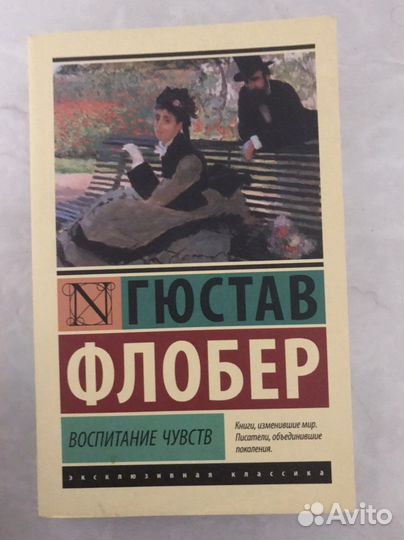 N
ГЮСТАВ
ФЛОБЕР
ВОСПИТАНИЕ ЧУВСТВ
Книги, изменившие мир.
Писатели, объединившие
поколения.
эксклюзивная классика
Avito